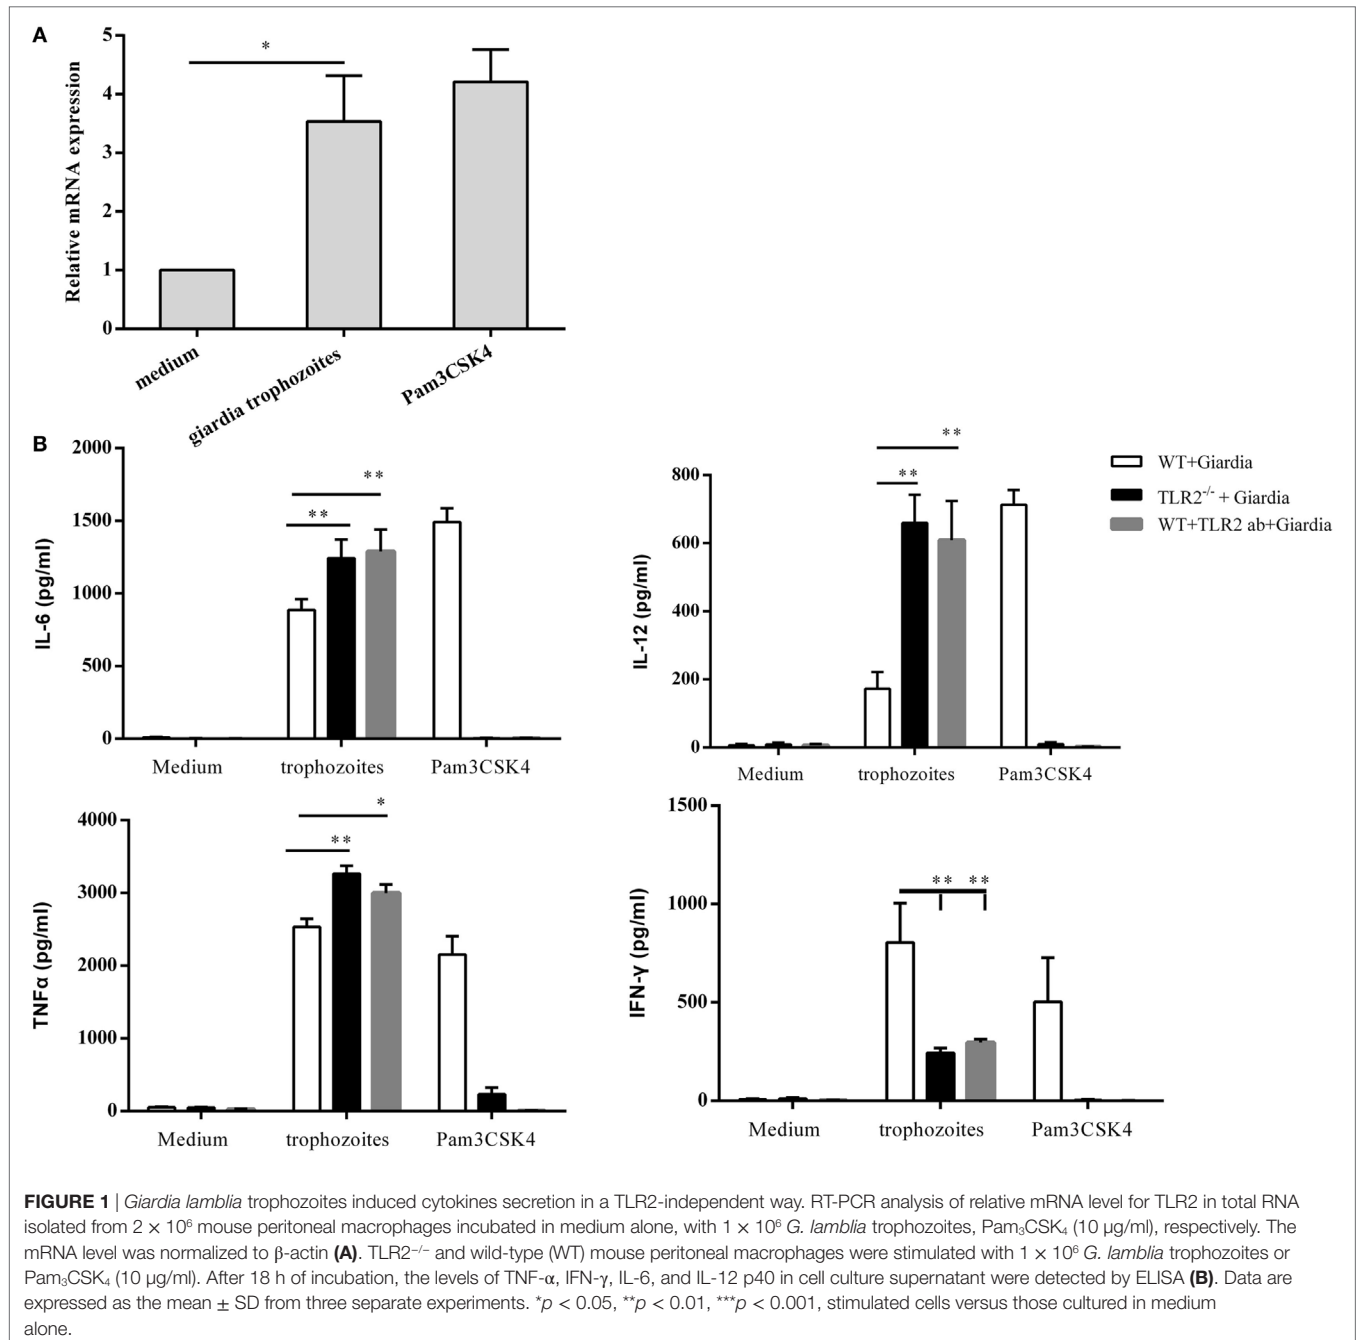 A
5
4
3
2
1
0
Relative mRNA expression
*
medium
giardia trophozoites
Pam3CSK4
B
2000
1500
1000
500
0
IL-6 (pg/ml)
**
**
Medium
trophozoites
Pam3CSK4
800
600
400
200
0
IL-12 (pg/ml)
**
**
Medium
trophozoites
Pam3CSK4
WT+Giardia
TLR2-/- + Giardia
WT+TLR2 ab+Giardia
4000
3000
2000
1000
0
TNFα (pg/ml)
*
**
Medium
trophozoites
Pam3CSK4
1500
1000
500
0
IFN-γ (pg/ml)
** **
Medium
trophozoites
Pam3CSK4
FIGURE 1 | Giardia lamblia trophozoites induced cytokines secretion in a TLR2-independent way. RT-PCR analysis of relative mRNA level for TLR2 in total RNA
isolated from 2 × 10⁶ mouse peritoneal macrophages incubated in medium alone, with 1 × 10⁶ G. lamblia trophozoites, Pam₃CSK₄ (10 μg/ml), respectively. The
mRNA level was normalized to β-actin (A). TLR2⁻/⁻ and wild-type (WT) mouse peritoneal macrophages were stimulated with 1 × 10⁶ G. lamblia trophozoites or
Pam₃CSK₄ (10 μg/ml). After 18 h of incubation, the levels of TNF-α, IFN-γ, IL-6, and IL-12 p40 in cell culture supernatant were detected by ELISA (B). Data are
expressed as the mean ± SD from three separate experiments. *p < 0.05, **p < 0.01, ***p < 0.001, stimulated cells versus those cultured in medium
alone.